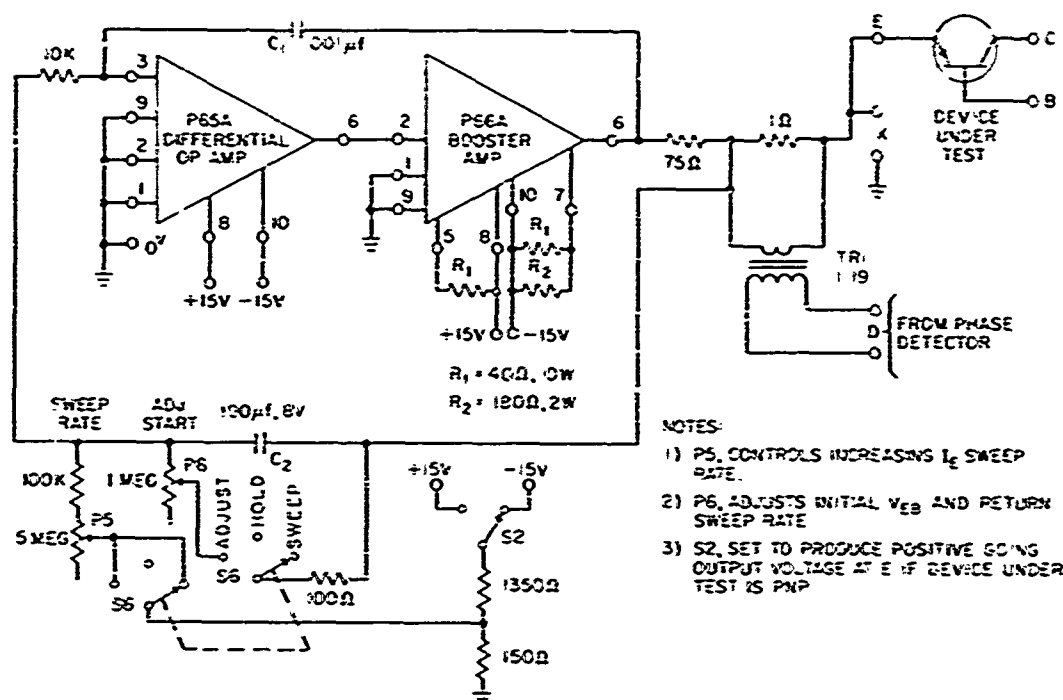 C₁ .001μf
10K
3
9
2
1
0V
P65A
DIFFERENTIAL
OP AMP
8
10
+15V -15V
6
2
1
9
P66A
BOOSTER
AMP
5
8
10
7
6
R₁
R₁
R₂
+15V -15V
R₁ = 40Ω, 10W
R₂ = 180Ω, 2W
75Ω
1Ω
E
X
C
B
DEVICE
UNDER
TEST
TR1
D
FROM PHASE
DETECTOR
SWEEP
RATE
ADJ
START
100μf, 8V
C₂
100K
1 MEG
P6
5 MEG
P5
ADJUST
HOLD
SWEEP
S6
S6
100Ω
+15V
-15V
S2
1350Ω
150Ω
NOTES:
1) P5, CONTROLS INCREASING I_E SWEEP
RATE.
2) P6, ADJUSTS INITIAL V_EB AND RETURN
SWEEP RATE
3) S2, SET TO PRODUCE POSITIVE GOING
OUTPUT VOLTAGE AT E IF DEVICE UNDER
TEST IS PNP